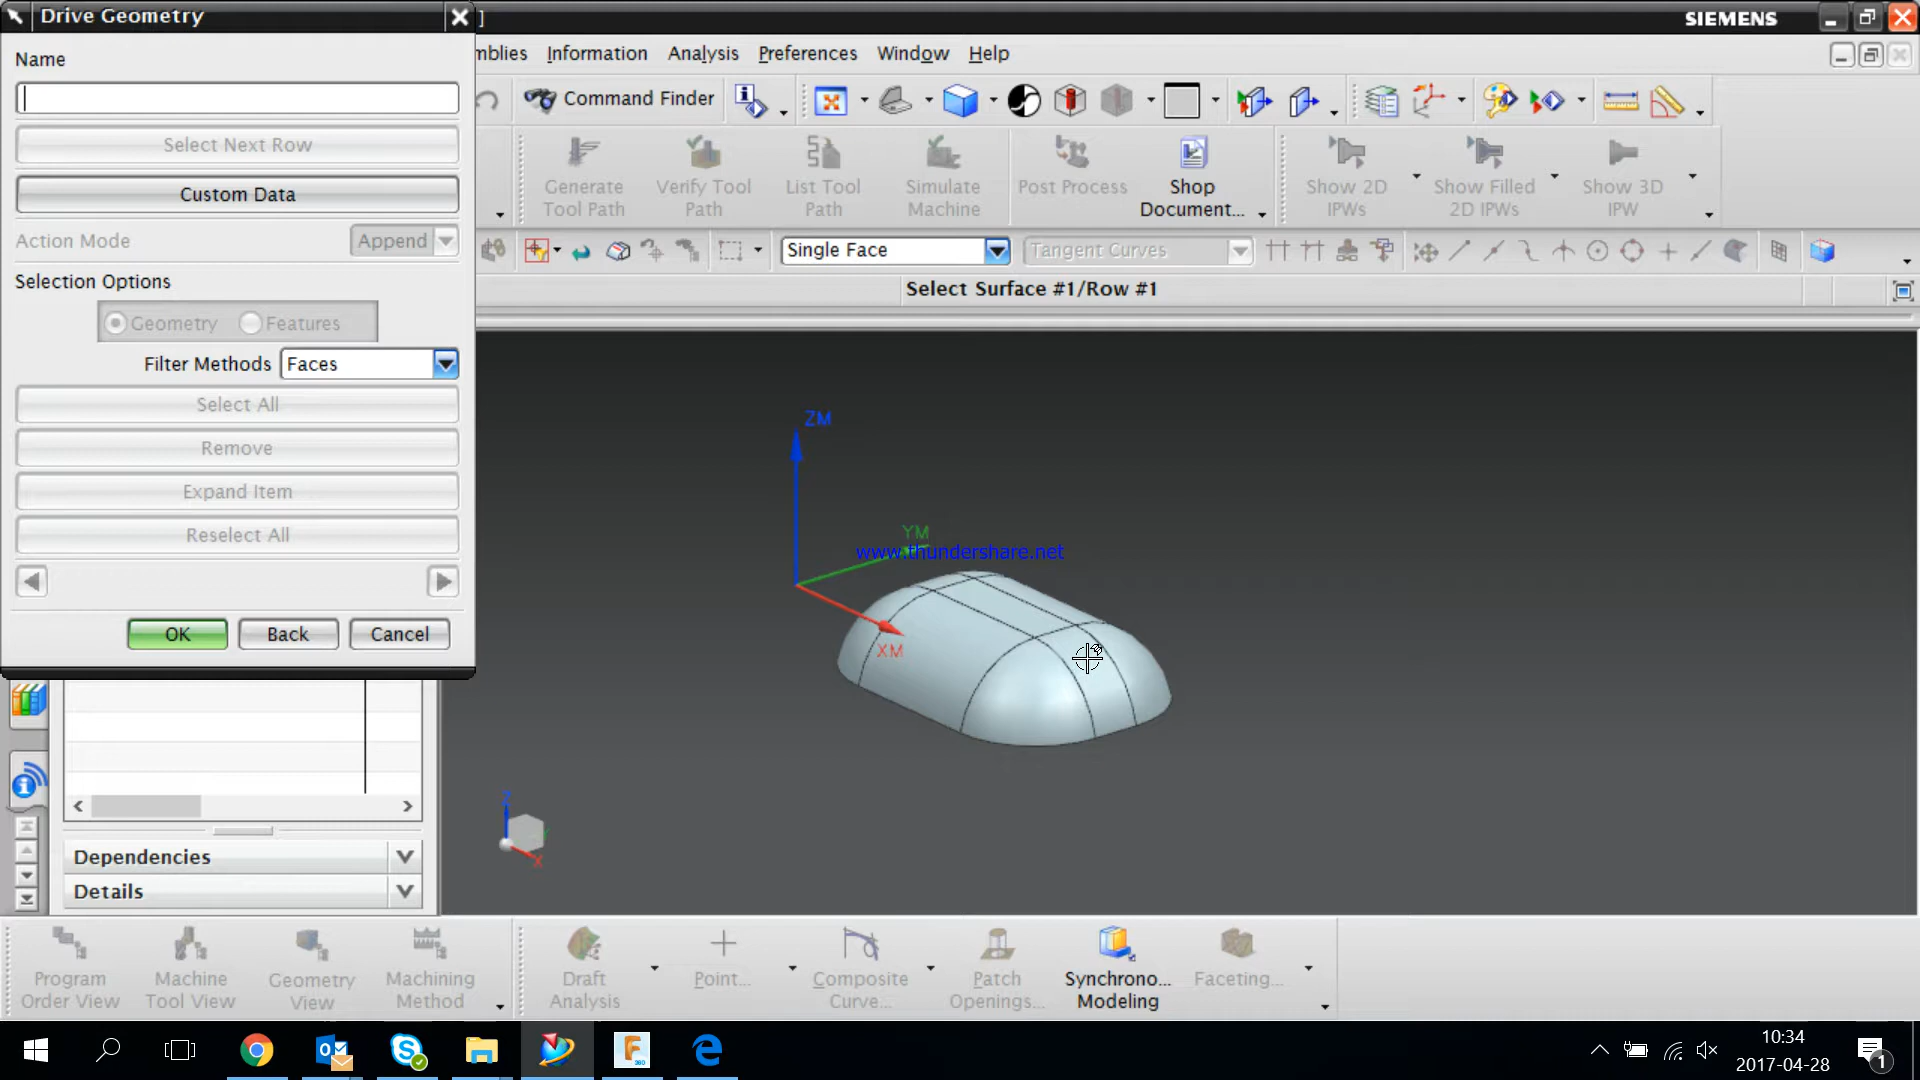 Drive Geometry
]
SIEMENS
Name
Select Next Row
Custom Data
Action Mode
Append
Selection Options
Geometry
Features
Filter Methods
Faces
Select All
Remove
Expand Item
Reselect All
OK
Back
Cancel
mblies
Information
Analysis
Preferences
Window
Help
Command Finder
Generate
Tool Path
Verify Tool
Path
List Tool
Path
Simulate
Machine
Post Process
Shop
Document...
Show 2D
IPWs
Show Filled
2D IPWs
Show 3D
IPW
Single Face
Tangent Curves
Select Surface #1/Row #1
ZM
YM
www.thundershare.net
XM
Z
X
Dependencies
Details
Program
Order View
Machine
Tool View
Geometry
View
Machining
Method
Draft
Analysis
Point...
Composite
Curve...
Patch
Openings...
Synchrono...
Modeling
Faceting...
10:34
2017-04-28
1